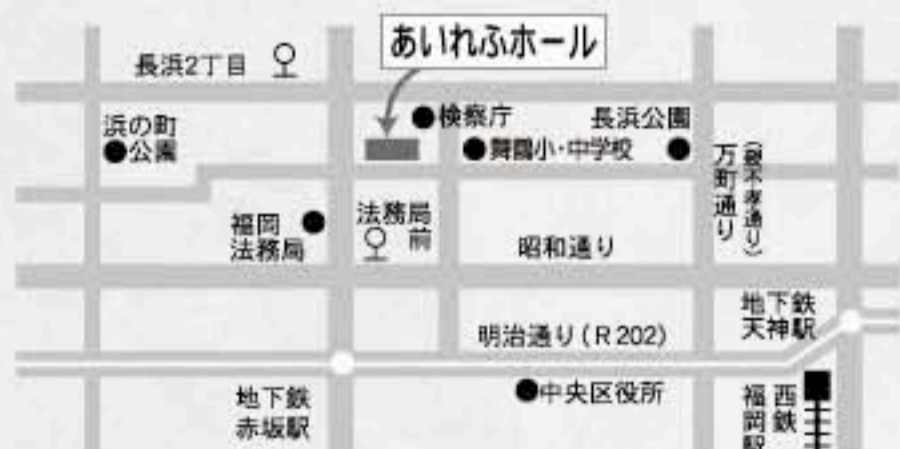 あいれふホール
長浜2丁目
検察庁
長浜公園
浜の町
公園
舞鶴小・中学校
(親不孝通り)
万町通り
福岡
法務局
法務局
前
昭和通り
地下鉄
天神駅
明治通り(R202)
中央区役所
地下鉄
赤坂駅
西鉄
福岡駅